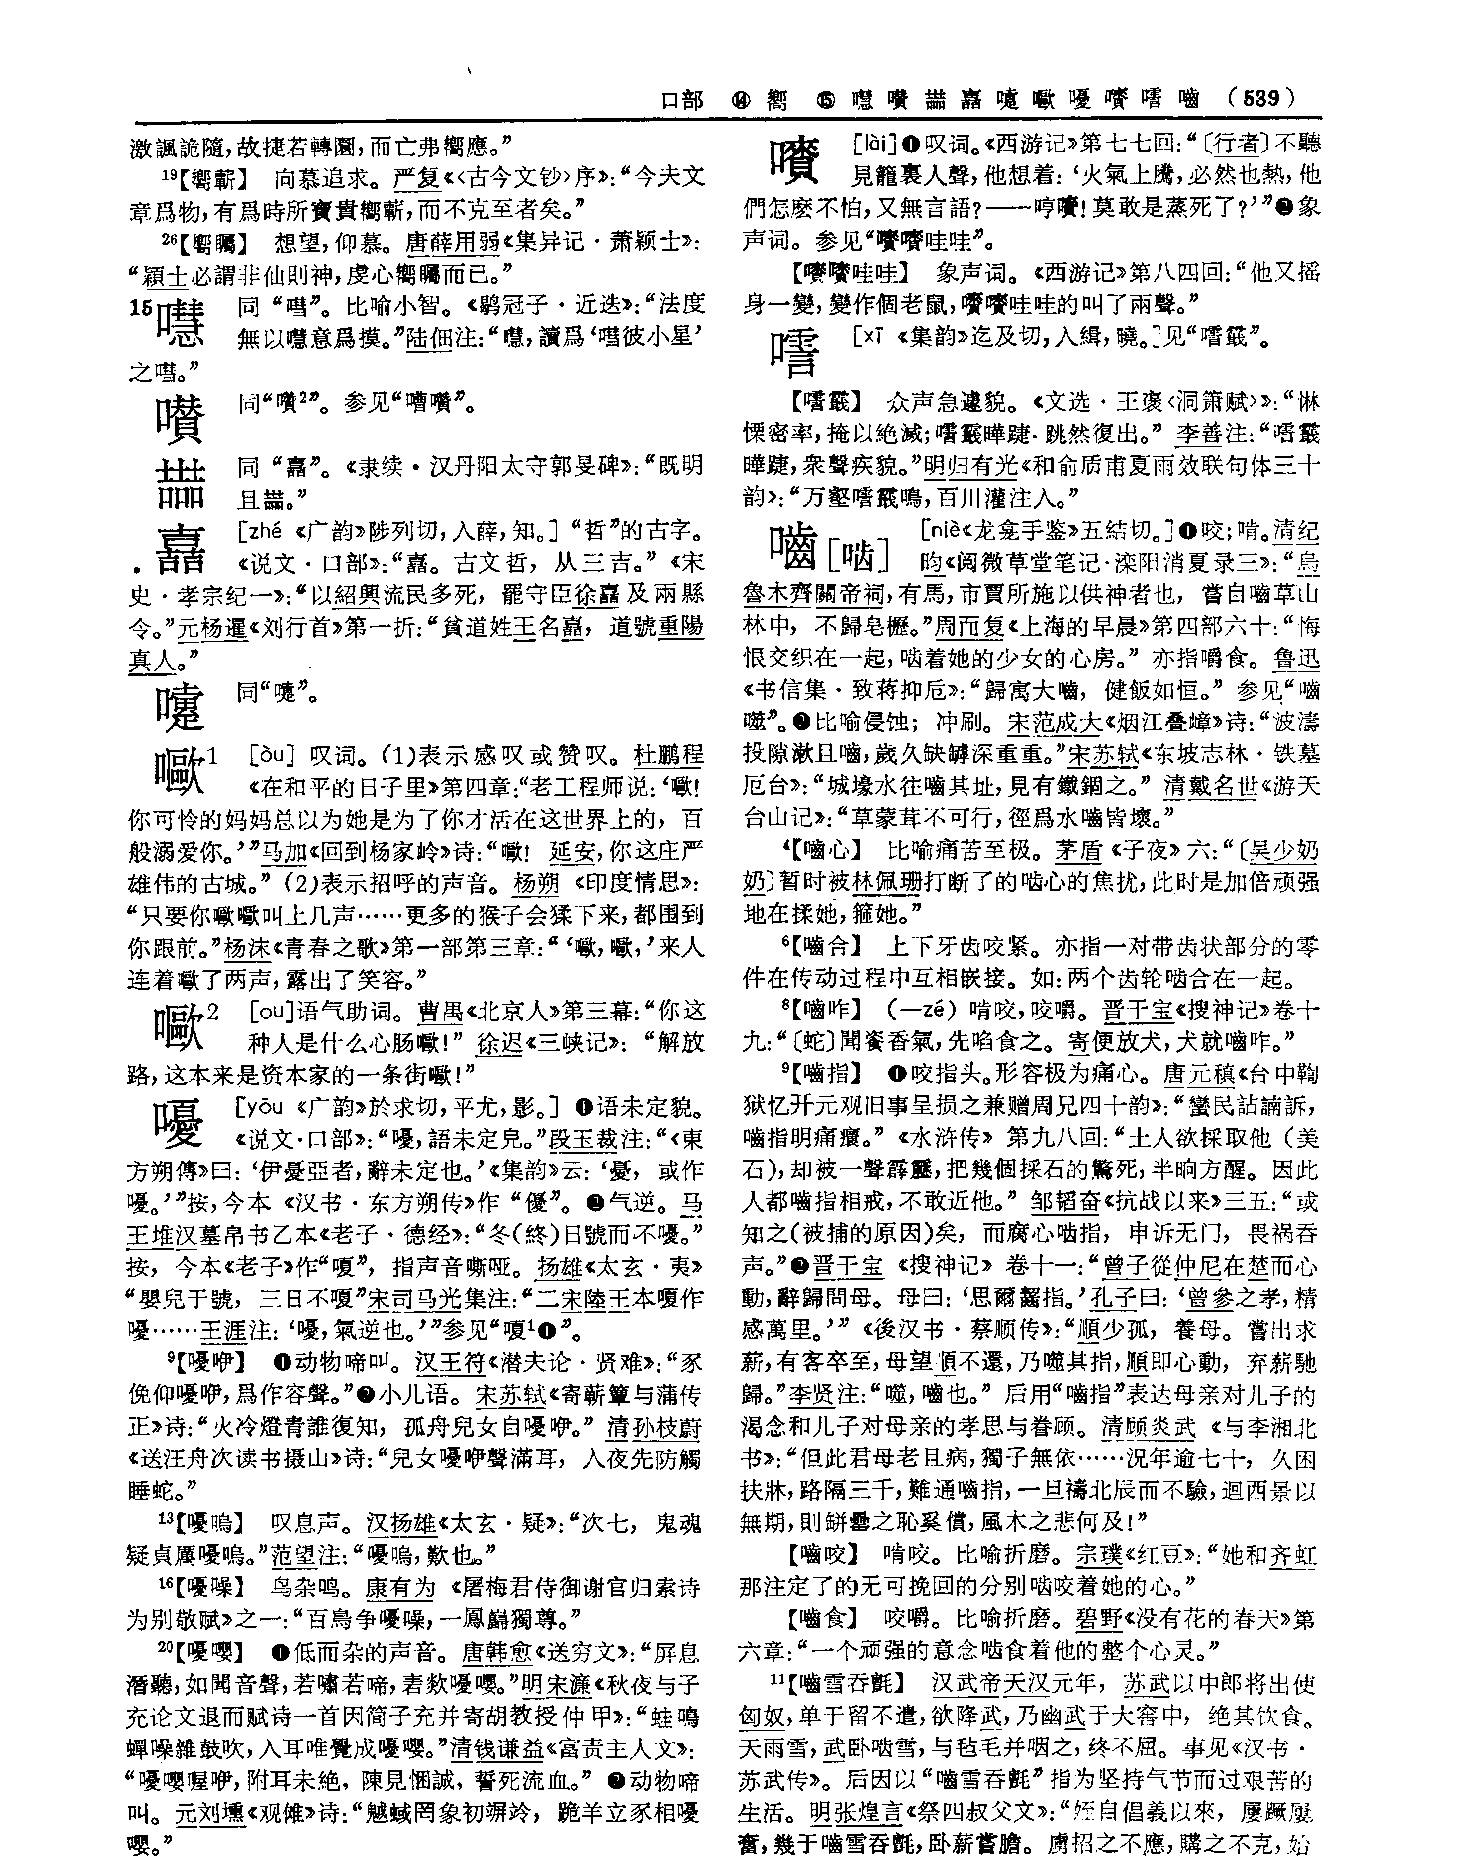 口部 ⑭嚮 ⑮嚖囋嚞嘉嚏噷嚘嚽嚼嚙 (539)
激諷詭隨，故捷若轉圜，而亡弗嚮應。”
¹⁹【嚮蘄】 向慕追求。严复《〈古今文钞〉序》：“今夫文
章爲物，有爲時所寶貴嚮蘄，而不克至者矣。”
²⁶【嚮矚】 想望，仰慕。唐薛用弱《集异记·萧颖士》：
“穎士必謂非仙則神，虔心嚮矚而已。”
15嚖 同“嘒”。比喻小智。《鹖冠子·近迭》：“法度
無以嚖意爲摸。”陆佃注：“嚖，讀爲‘嘒彼小星’
之嘒。”
同“囋²”。参见“嘈囋”。
嚞 同“嚞”。《隶续·汉丹阳太守郭旻碑》：“既明
且嚞。”
嚞 [zhé 《广韵》陟列切，入薛，知。] “哲”的古字。
《说文·口部》：“嚞。古文哲，从三吉。”《宋
史·孝宗纪一》：“以紹興流民多死，罷守臣徐嚞及兩縣
令。”元杨暹《刘行首》第一折：“貧道姓王名嚞，道號重陽
真人。”
嚏 同“嚏”。
1 [òu] 叹词。(1)表示感叹或赞叹。杜鹏程
《在和平的日子里》第四章：“老工程师说：‘噷！
你可怜的妈妈总以为她是为了你才活在这世界上的，百
般溺爱你。’”马加《回到杨家岭》诗：“！ 延安，你这庄严
雄伟的古城。”(2)表示招呼的声音。杨朔《印度情思》：
“只要你叫上几声……更多的猴子会猱下来，都围到
你跟前。”杨沫《青春之歌》第一部第三章：“‘，，’来人
连着了两声，露出了笑容。”
2 [ou]语气助词。曹禺《北京人》第三幕：“你这
种人是什么心肠！”徐迟《三峡记》：“解放
路，这本来是资本家的一条街！”
嚘 [yōu 《广韵》於求切，平尤，影。] ❶语未定貌。
《说文·口部》：“嚘，語未定皃。”段玉裁注：“《東
方朔傳》曰：‘伊優亞者，辭未定也。’《集韵》云：‘憂，或作
嚘。’”按，今本《汉书·东方朔传》作“優”。❷气逆。马
王堆汉墓帛书乙本《老子·德经》：“冬(終)日號而不嚘。”
按，今本《老子》作“嗄”，指声音嘶哑。扬雄《太玄·夷》
“嬰兒于號，三日不嗄”宋司马光集注：“二宋陸王本嗄作
嚘……王涯注：‘嚘，氣逆也。’”参见“嗄¹❶”。
⁹【嚘咿】 ❶动物啼叫。汉王符《潜夫论·贤难》：“豕
俛仰嚘咿，爲作容聲。”❷小儿语。宋苏轼《寄蕲簟与蒲传
正》诗：“火冷燈青誰復知，孤舟兒女自嚘咿。”清孙枝蔚
《送汪舟次读书摄山》诗：“兒女嚘咿聲滿耳，入夜先防觸
睡蛇。”
¹³【嚘嗚】 叹息声。汉扬雄《太玄·疑》：“次七，鬼魂
疑貞厲嚘嗚。”范望注：“嚘嗚，歎也。”
¹⁶【嚘噪】 鸟杂鸣。康有为《屠梅君侍御谢官归索诗
为别敬赋》之一：“百鳥争嚘噪，一鳳巋獨尊。”
²⁰【嚘嚶】 ❶低而杂的声音。唐韩愈《送穷文》：“屏息
潛聽，如聞音聲，若嘯若啼，砉欻嚘嚶。”明宋濂《秋夜与子
充论文退而赋诗一首因简子充并寄胡教授仲申》：“蛙鳴
蟬噪雜鼓吹，入耳唯覺成嚘嚶。”清钱谦益《富责主人文》：
“嚘嚶喔咿，附耳未絶，陳見悃誠，誓死流血。”❷动物啼
叫。元刘壎《观傩》诗：“魃蜮罔象初竮竛，跪羊立豕相嚘
嚶。”
[lài]❶叹词。《西游记》第七七回：“〔行者〕不聽
見籠裏人聲，他想着：‘火氣上騰，必然也熱，他
們怎麽不怕，又無言語？——哼！莫敢是蒸死了？’”❷象
声词。参见“哇哇”。
【哇哇】 象声词。《西游记》第八四回：“他又摇
身一變，變作個老鼠，哇哇的叫了兩聲。”
[xī 《集韵》迄及切，入缉，曉。]见“”。
【】 众声急遽貌。《文选·王褒〈洞箫赋〉》：“惏
慄密率，掩以絶滅；曄踕，跳然復出。”李善注：“
曄踕，衆聲疾貌。”明归有光《和俞质甫夏雨效联句体三十
韵》：“万壑鳴，百川灌注入。”
嚙[啮] [niè《龙龛手鉴》五結切。]❶咬；啃。清纪
昀《阅微草堂笔记·滦阳消夏录三》：“烏
魯木齊關帝祠，有馬，市賈所施以供神者也，嘗自嚙草山
林中，不歸皂櫪。”周而复《上海的早晨》第四部六十：“悔
恨交织在一起，啮着她的少女的心房。”亦指嚼食。鲁迅
《书信集·致蒋抑卮》：“歸寓大嚙，健飯如恒。”参见“嚙
噬”。❷比喻侵蚀；冲刷。宋范成大《烟江叠嶂》诗：“波濤
投隙漱且嚙，歲久缺罅深重重。”宋苏轼《东坡志林·铁墓
厄台》：“城壕水往嚙其址，見有鐵錮之。”清戴名世《游天
台山记》：“草蒙茸不可行，徑爲水嚙皆壞。”
⁴【嚙心】 比喻痛苦至极。茅盾《子夜》六：“〔吴少奶
奶〕暂时被林佩珊打断了的啮心的焦扰，此时是加倍顽强
地在揉她，箍她。”
⁶【嚙合】 上下牙齿咬紧。亦指一对带齿状部分的零
件在传动过程中互相嵌接。如：两个齿轮啮合在一起。
⁸【嚙咋】 (—zé) 啃咬，咬嚼。晋干宝《搜神记》卷十
九：“〔蛇〕聞餈香氣，先啗食之。寄便放犬，犬就嚙咋。”
⁹【嚙指】 ❶咬指头。形容极为痛心。唐元稹《台中鞫
狱忆开元观旧事呈损之兼赠周兄四十韵》：“蠻民詀諵訴，
嚙指明痛瘝。”《水浒传》第九八回：“土人欲採取他（美
石），却被一聲霹靂，把幾個採石的驚死，半晌方醒。因此
人都嚙指相戒，不敢近他。”邹韬奋《抗战以来》三五：“或
知之(被捕的原因)矣，而腐心啮指，申诉无门，畏祸吞
声。”❷晋干宝《搜神记》卷十一：“曾子從仲尼在楚而心
動，辭歸問母。母曰：‘思爾齧指。’孔子曰：‘曾參之孝，精
感萬里。’”《後汉书·蔡顺传》：“順少孤，養母。嘗出求
薪，有客卒至，母望順不還，乃噬其指，順即心動，弃薪馳
歸。”李贤注：“噬，嚙也。”后用“嚙指”表达母亲对儿子的
渴念和儿子对母亲的孝思与眷顾。清顾炎武《与李湘北
书》：“但此君母老且病，獨子無依……況年逾七十，久困
扶牀，路隔三千，難通嚙指，一旦禱北辰而不驗，迴西景以
無期，則缾罍之恥奚償，風木之悲何及！”
【嚙咬】 啃咬。比喻折磨。宗璞《红豆》：“她和齐虹
那注定了的无可挽回的分别啮咬着她的心。”
【嚙食】 咬嚼。比喻折磨。碧野《没有花的春天》第
六章：“一个顽强的意念啮食着他的整个心灵。”
¹¹【嚙雪吞氈】 汉武帝天汉元年，苏武以中郎将出使
匈奴，单于留不遣，欲降武，乃幽武于大窖中，绝其饮食。
天雨雪，武卧啮雪，与毡毛并咽之，终不屈。事见《汉书·
苏武传》。后因以“嚙雪吞氈”指为坚持气节而过艰苦的
生活。明张煌言《祭四叔父文》：“姪自倡義以來，屢蹶屢
奮，幾于嚙雪吞氈，卧薪嘗膽。虜招之不應，購之不克，始